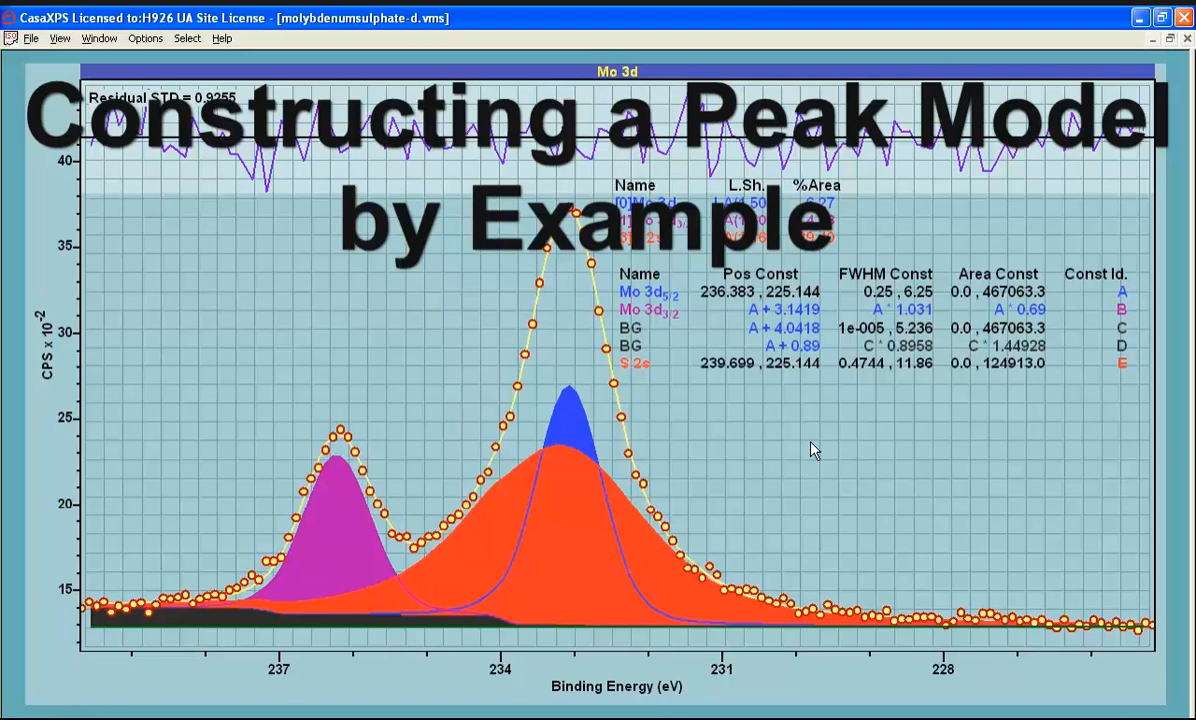 CasaXPS Licensed to:H926 UA Site License - [molybdenumsulphate-d.vms]
File View Window Options Select Help
Mo 3d
Residual STD = 0.9255
Constructing a Peak Model
by Example
Name L.Sh. %Area
Name Pos Const FWHM Const Area Const Const Id.
Mo 3d5/2 236.383 , 225.144 0.25 , 6.25 0.0 , 467063.3 A
Mo 3d3/2 A + 3.1419 A * 1.031 A * 0.69 B
BG A + 4.0418 1e-005 , 5.236 0.0 , 467063.3 C
BG A + 0.89 C * 0.8958 C * 1.44928 D
S 2s 239.699 , 225.144 0.4744 , 11.86 0.0 , 124913.0 E
CPS x 10-2
40
35
30
25
20
15
237 234 231 228
Binding Energy (eV)